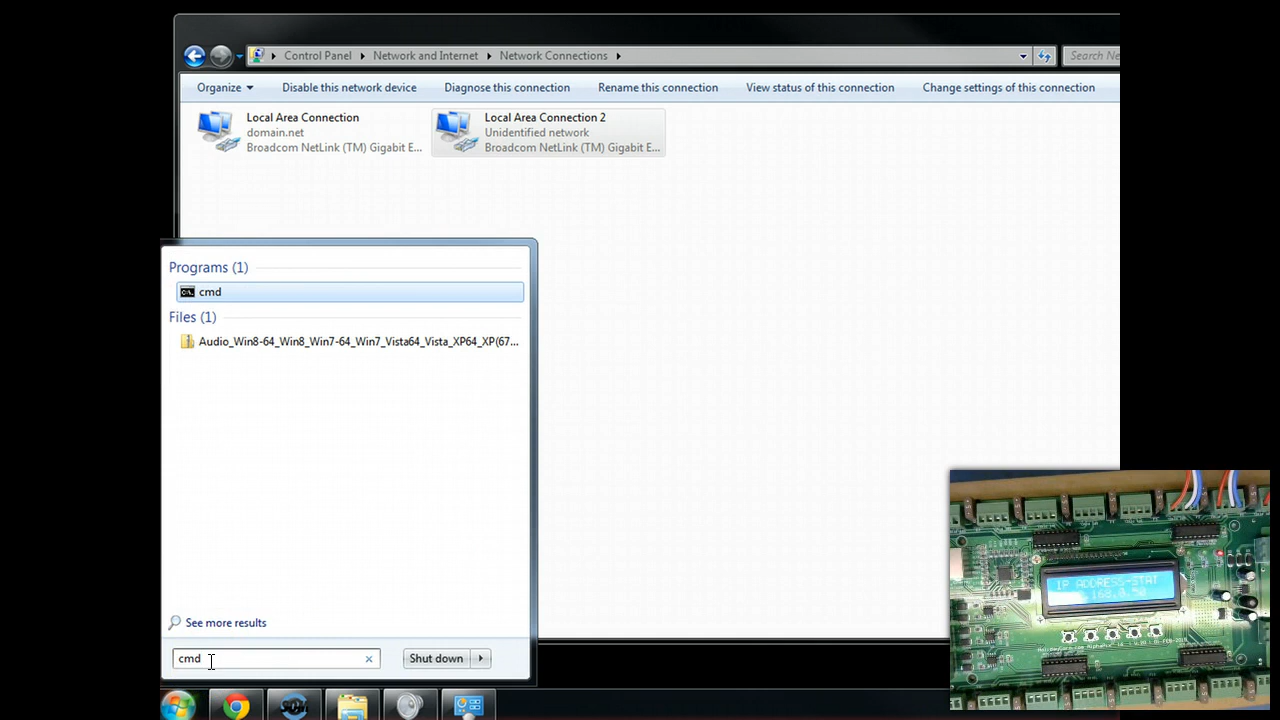 Control Panel Network and Internet Network Connections Search Ne
Organize Disable this network device Diagnose this connection Rename this connection View status of this connection Change settings of this connection
Local Area Connection
domain.net
Broadcom NetLink (TM) Gigabit E...
Local Area Connection 2
Unidentified network
Broadcom NetLink (TM) Gigabit E...
Programs (1)
cmd
Files (1)
Audio_Win8-64_Win8_Win7-64_Win7_Vista64_Vista_XP64_XP(67...
See more results
cmd
Shut down
IP ADDRESS-STAT
.168.0.50